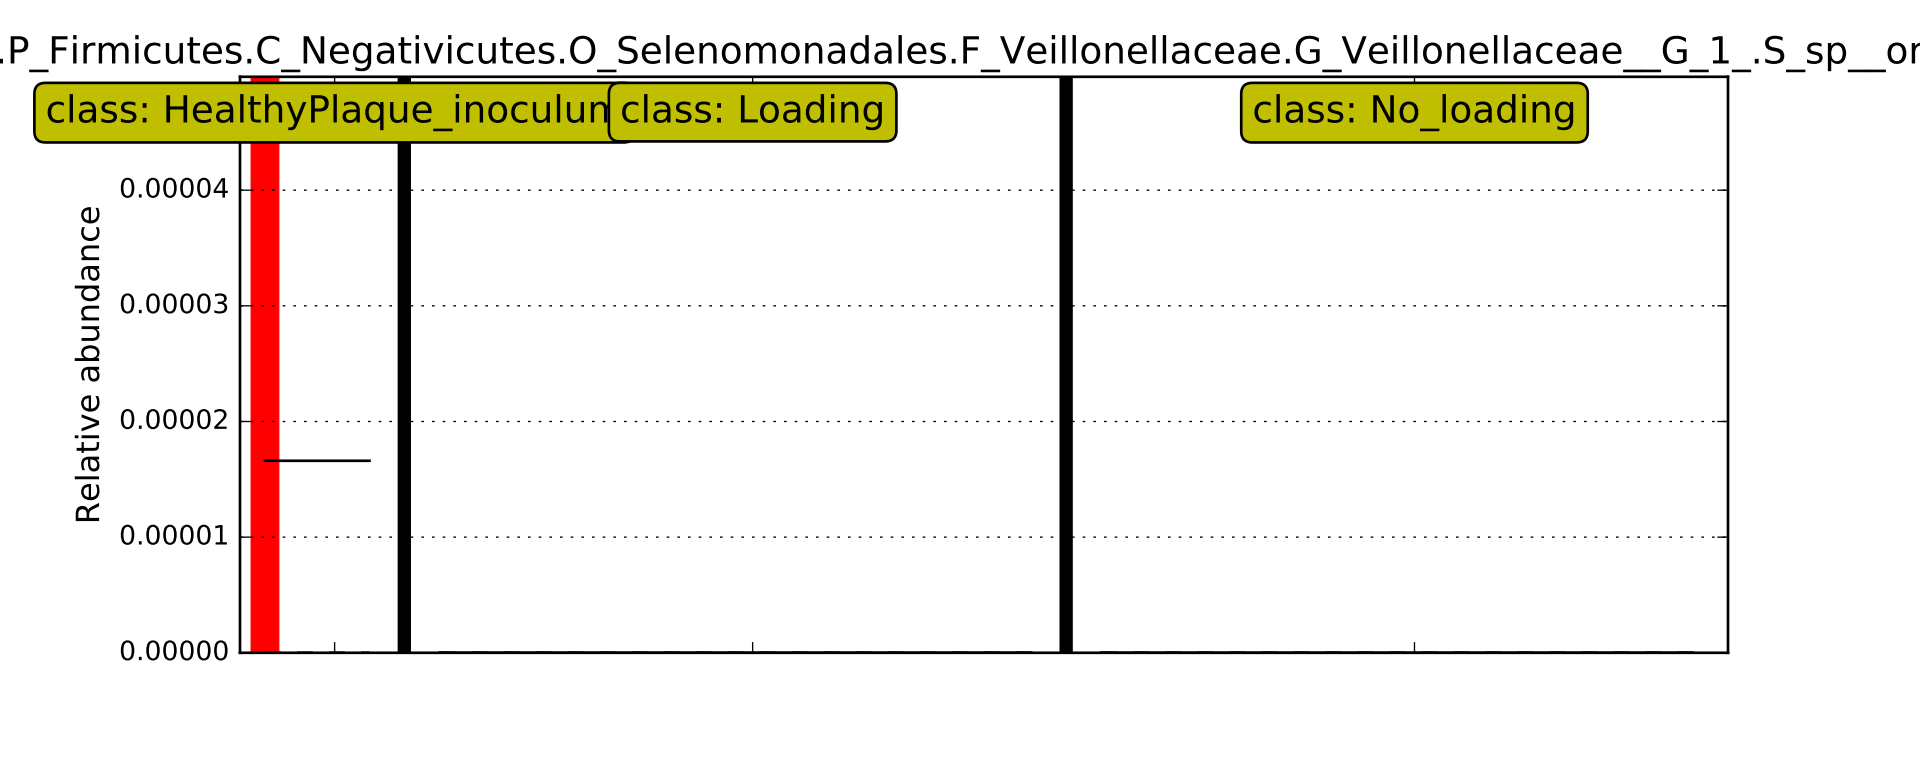 .P_Firmicutes.C_Negativicutes.O_Selenomonadales.F_Veillonellaceae.G_Veillonellaceae__G_1_.S_sp__or
class: HealthyPlaque_inoculum
class: Loading
class: No_loading
0.00004
0.00003
0.00002
0.00001
0.00000
Relative abundance